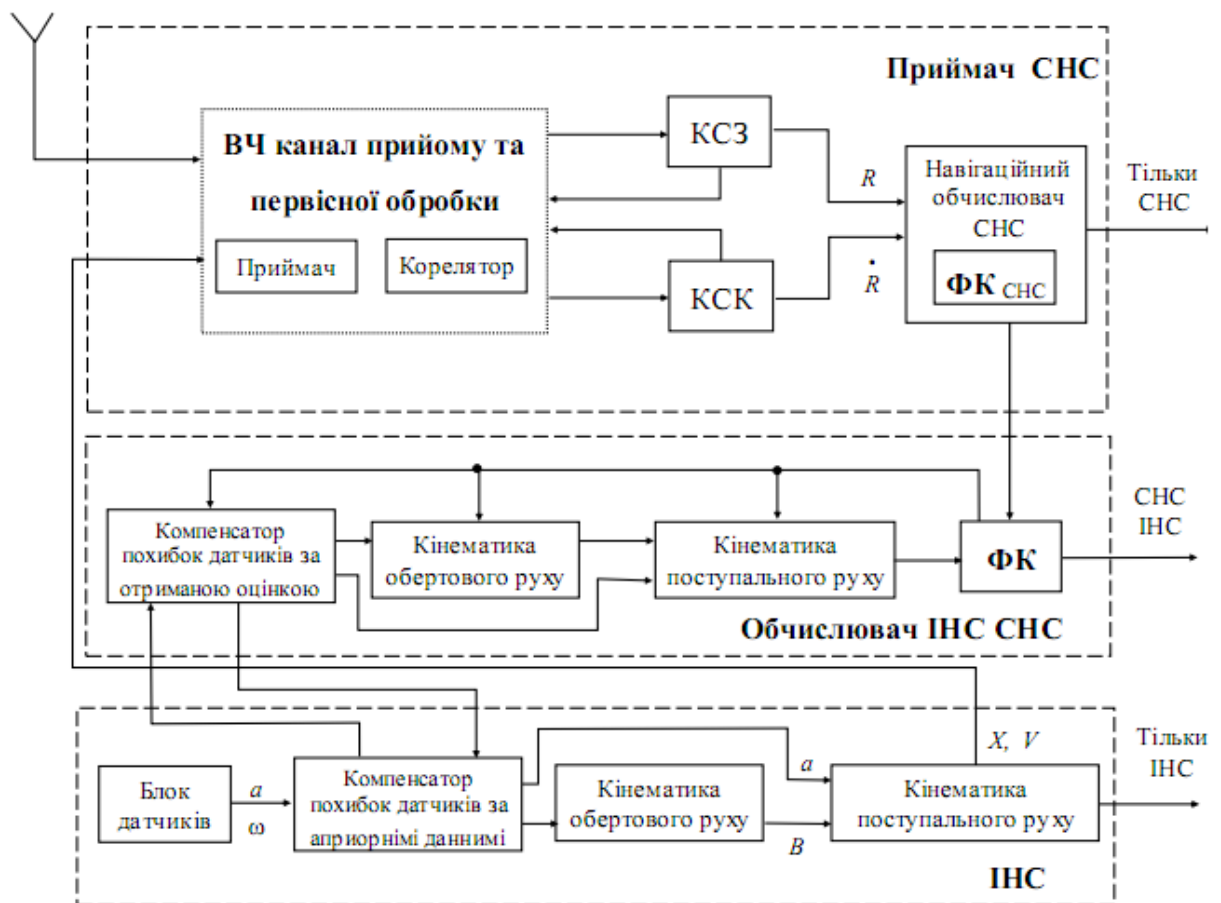 Приймач СНС
ВЧ канал прийому та
первісної обробки
Приймач
Корелятор
КСЗ
КСК
R
Ṙ
Навігаційний
обчислювач
СНС
ФК СНС
Тільки
СНС
Компенсатор
похибок датчиків за
отриманою оцінкою
Кінематика
обертового руху
Кінематика
поступального руху
ФК
СНС
ІНС
Обчислювач ІНС СНС
Блок
датчиків
a
ω
Компенсатор
похибок датчиків за
априорнімі даннимі
Кінематика
обертового руху
a
B
X, V
Кінематика
поступального руху
Тільки
ІНС
ІНС